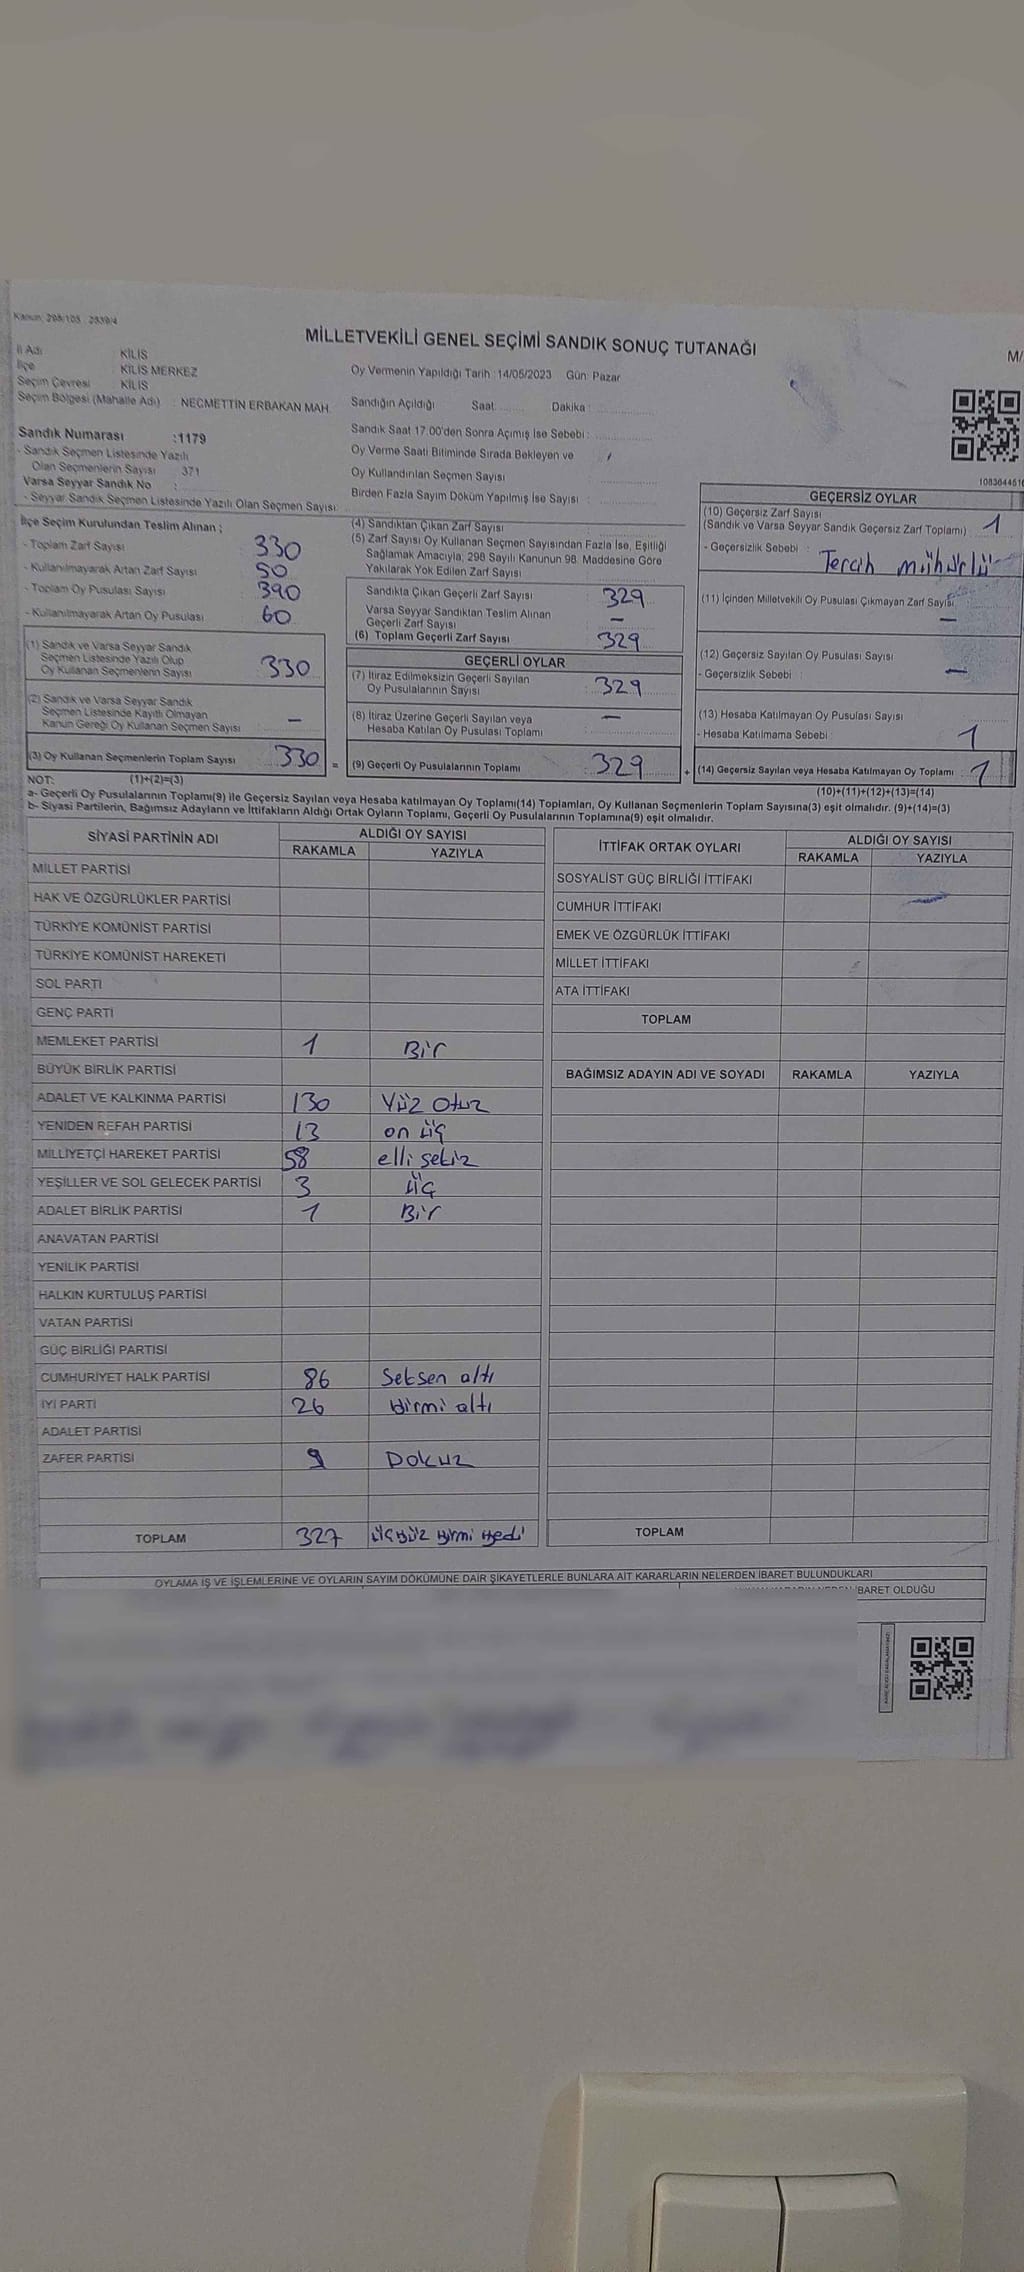 Kanun: 298/105 : 2839/4
MİLLETVEKİLİ GENEL SEÇİMİ SANDIK SONUÇ TUTANAĞI
M/
İl Adı KİLİS
İlçe KİLİS MERKEZ
Seçim Çevresi KİLİS
Seçim Bölgesi (Mahalle Adı) : NECMETTİN ERBAKAN MAH.
Sandık Numarası :1179
- Sandık Seçmen Listesinde Yazılı
Olan Seçmenlerin Sayısı 371
Varsa Seyyar Sandık No :
- Seyyar Sandık Seçmen Listesinde Yazılı Olan Seçmen Sayısı:
Oy Vermenin Yapıldığı Tarih :14/05/2023 Gün: Pazar
Sandığın Açıldığı Saat: Dakika :
Sandık Saat 17.00'den Sonra Açımış İse Sebebi :
Oy Verme Saati Bitiminde Sırada Bekleyen ve
Oy Kullandırılan Seçmen Sayısı
Birden Fazla Sayım Döküm Yapılmış İse Sayısı :
İlçe Seçim Kurulundan Teslim Alınan ;
- Toplam Zarf Sayısı 330
- Kullanılmayarak Artan Zarf Sayısı 50
- Toplam Oy Pusulası Sayısı 390
- Kullanılmayarak Artan Oy Pusulası 60
(1) Sandık ve Varsa Seyyar Sandık
Seçmen Listesinde Yazılı Olup
Oy Kullanan Seçmenlerin Sayısı 330
(2) Sandık ve Varsa Seyyar Sandık
Seçmen Listesinde Kayıtlı Olmayan
Kanun Gereği Oy Kullanan Seçmen Sayısı : –
(3) Oy Kullanan Seçmenlerin Toplam Sayısı 330 =
(4) Sandıktan Çıkan Zarf Sayısı
(5) Zarf Sayısı Oy Kullanan Seçmen Sayısından Fazla İse, Eşitliği
Sağlamak Amacıyla; 298 Sayılı Kanunun 98. Maddesine Göre
Yakılarak Yok Edilen Zarf Sayısı
Sandıkta Çıkan Geçerli Zarf Sayısı 329
Varsa Seyyar Sandıktan Teslim Alınan
Geçerli Zarf Sayısı –
(6) Toplam Geçerli Zarf Sayısı 329
GEÇERLİ OYLAR
(7) İtiraz Edilmeksizin Geçerli Sayılan
Oy Pusulalarının Sayısı 329
(8) İtiraz Üzerine Geçerli Sayılan veya
Hesaba Katılan Oy Pusulası Toplamı –
(9) Geçerli Oy Pusulalarının Toplamı 329 +
1083644516
GEÇERSİZ OYLAR
(10) Geçersiz Zarf Sayısı
(Sandık ve Varsa Seyyar Sandık Geçersiz Zarf Toplamı) 1
- Geçersizlik Sebebi : Tercih mühürlü
(11) İçinden Milletvekili Oy Pusulası Çıkmayan Zarf Sayısı –
(12) Geçersiz Sayılan Oy Pusulası Sayısı
- Geçersizlik Sebebi : –
(13) Hesaba Katılmayan Oy Pusulası Sayısı
- Hesaba Katılmama Sebebi : 1
(14) Geçersiz Sayılan veya Hesaba Katılmayan Oy Toplamı : 1
NOT: (1)+(2)=(3)
(10)+(11)+(12)+(13)=(14)
a- Geçerli Oy Pusulalarının Toplamı(9) ile Geçersiz Sayılan veya Hesaba katılmayan Oy Toplamı(14) Toplamları, Oy Kullanan Seçmenlerin Toplam Sayısına(3) eşit olmalıdır. (9)+(14)=(3)
b- Siyasi Partilerin, Bağımsız Adayların ve İttifakların Aldığı Ortak Oyların Toplamı, Geçerli Oy Pusulalarının Toplamına(9) eşit olmalıdır.
SİYASİ PARTİNİN ADI ALDIĞI OY SAYISI
RAKAMLA YAZIYLA
MİLLET PARTİSİ
HAK VE ÖZGÜRLÜKLER PARTİSİ
TÜRKİYE KOMÜNİST PARTİSİ
TÜRKİYE KOMÜNİST HAREKETİ
SOL PARTİ
GENÇ PARTİ
MEMLEKET PARTİSİ 1 Bir
BÜYÜK BİRLİK PARTİSİ
ADALET VE KALKINMA PARTİSİ 130 Yüz Otuz
YENİDEN REFAH PARTİSİ 13 on üç
MİLLİYETÇİ HAREKET PARTİSİ 58 elli sekiz
YEŞİLLER VE SOL GELECEK PARTİSİ 3 üç
ADALET BİRLİK PARTİSİ 1 Bir
ANAVATAN PARTİSİ
YENİLİK PARTİSİ
HALKIN KURTULUŞ PARTİSİ
VATAN PARTİSİ
GÜÇ BİRLİĞİ PARTİSİ
CUMHURİYET HALK PARTİSİ 86 Seksen altı
İYİ PARTİ 26 yirmi altı
ADALET PARTİSİ
ZAFER PARTİSİ 9 Dokuz
TOPLAM 327 üçyüz yirmi yedi
İTTİFAK ORTAK OYLARI ALDIĞI OY SAYISI
RAKAMLA YAZIYLA
SOSYALİST GÜÇ BİRLİĞİ İTTİFAKI
CUMHUR İTTİFAKI
EMEK VE ÖZGÜRLÜK İTTİFAKI
MİLLET İTTİFAKI
ATA İTTİFAKI
TOPLAM
BAĞIMSIZ ADAYIN ADI VE SOYADI RAKAMLA YAZIYLA
TOPLAM
OYLAMA İŞ VE İŞLEMLERİNE VE OYLARIN SAYIM DÖKÜMÜNE DAİR ŞİKAYETLERLE BUNLARA AİT KARARLARIN NELERDEN İBARET BULUNDUKLARI
İBARET OLDUĞU